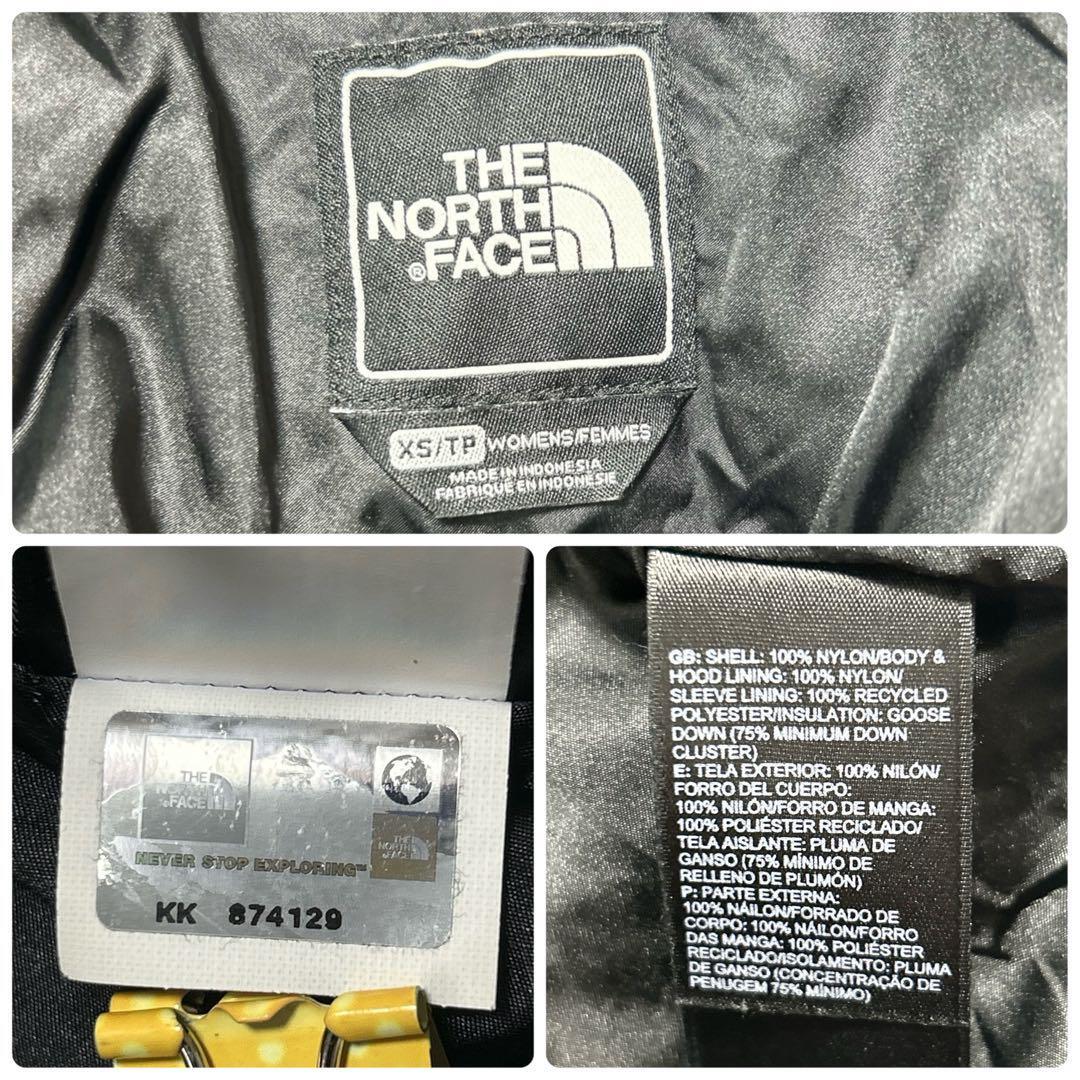 THE
NORTH
®FACE
XS/TP WOMENS/FEMMES
MADE IN INDONESIA
FABRIQUE EN INDONÉSIE
THE
NORTH
FACE
THE
NORTH
FACE
NEVER STOP EXPLORING™
KK 874129
GB: SHELL: 100% NYLON/BODY &
HOOD LINING: 100% NYLON/
SLEEVE LINING: 100% RECYCLED
POLYESTER/INSULATION: GOOSE
DOWN (75% MINIMUM DOWN
CLUSTER)
E: TELA EXTERIOR: 100% NILÓN/
FORRO DEL CUERPO:
100% NILÓN/FORRO DE MANGA:
100% POLIÉSTER RECICLADO/
TELA AISLANTE: PLUMA DE
GANSO (75% MÍNIMO DE
RELLENO DE PLUMÓN)
P: PARTE EXTERNA:
100% NÁILON/FORRADO DE
CORPO: 100% NÁILON/FORRO
DAS MANGA: 100% POLIÉSTER
RECICLADO/ISOLAMENTO: PLUMA
DE GANSO (CONCENTRAÇÃO DE
PENUGEM 75% MÍNIMO)